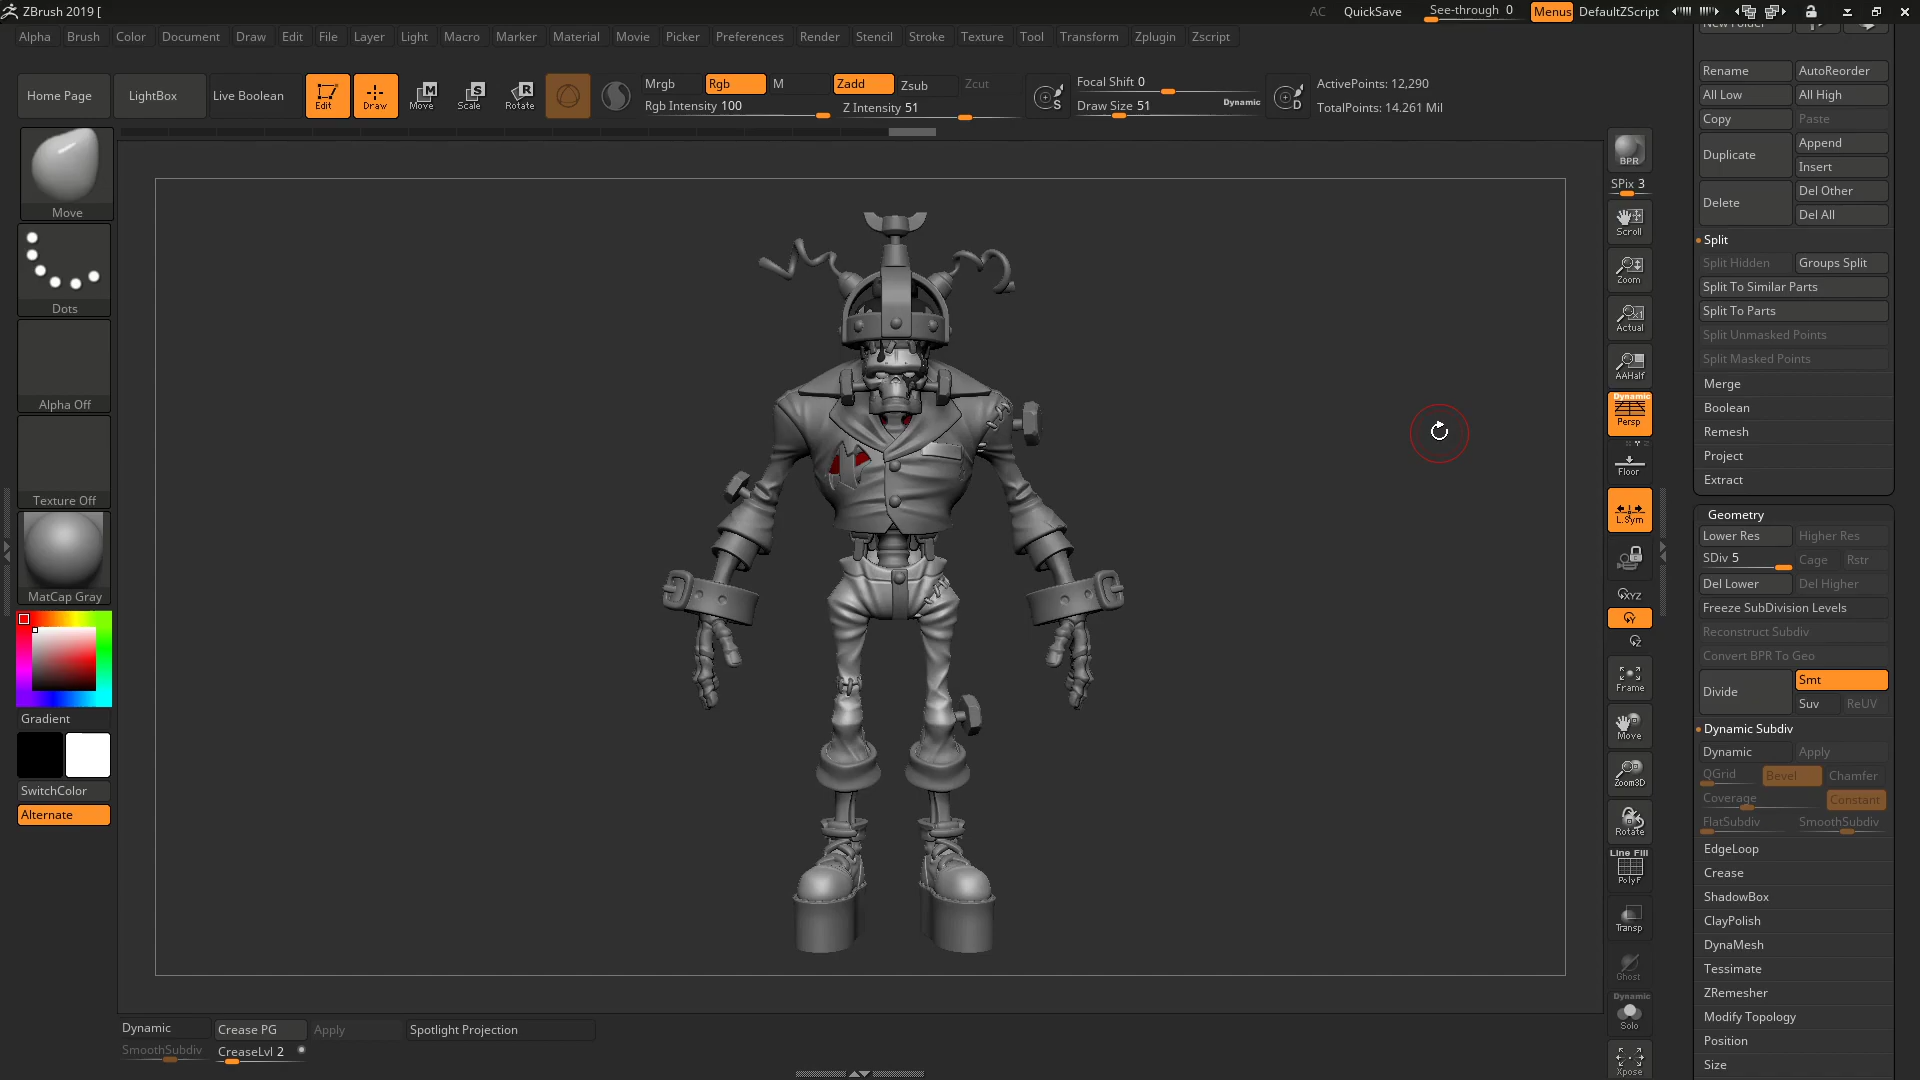 ZBrush 2019 [
AC QuickSave See-through 0 Menus DefaultZScript
Alpha Brush Color Document Draw Edit File Layer Light Macro Marker Material Movie Picker Preferences Render Stencil Stroke Texture Tool Transform Zplugin Zscript
Home Page LightBox Live Boolean Edit Draw Move Scale Rotate
Mrgb Rgb M Zadd Zsub Zcut
Rgb Intensity 100 Z Intensity 51
Focal Shift 0
Draw Size 51 Dynamic
ActivePoints: 12,290
TotalPoints: 14.261 Mil
Move
Dots
Alpha Off
Texture Off
MatCap Gray
Gradient
SwitchColor
Alternate
BPR
SPix 3
Scroll
Zoom
Actual
AAHalf
Dynamic
Persp
Floor
L.Sym
XYZ
Y
Z
Frame
Move
Zoom3D
Rotate
Line Fill
PolyF
Transp
Ghost
Dynamic
Solo
Xpose
New Folder
Rename AutoReorder
All Low All High
Copy Paste
Duplicate Append
Insert
Delete Del Other
Del All
Split
Split Hidden Groups Split
Split To Similar Parts
Split To Parts
Split Unmasked Points
Split Masked Points
Merge
Boolean
Remesh
Project
Extract
Geometry
Lower Res Higher Res
SDiv 5 Cage Rstr
Del Lower Del Higher
Freeze SubDivision Levels
Reconstruct Subdiv
Convert BPR To Geo
Divide Smt
Suv ReUV
Dynamic Subdiv
Dynamic Apply
QGrid Bevel Chamfer
Coverage Constant
FlatSubdiv SmoothSubdiv
EdgeLoop
Crease
ShadowBox
ClayPolish
DynaMesh
Tessimate
ZRemesher
Modify Topology
Position
Size
Dynamic Crease PG Apply Spotlight Projection
SmoothSubdiv CreaseLvl 2